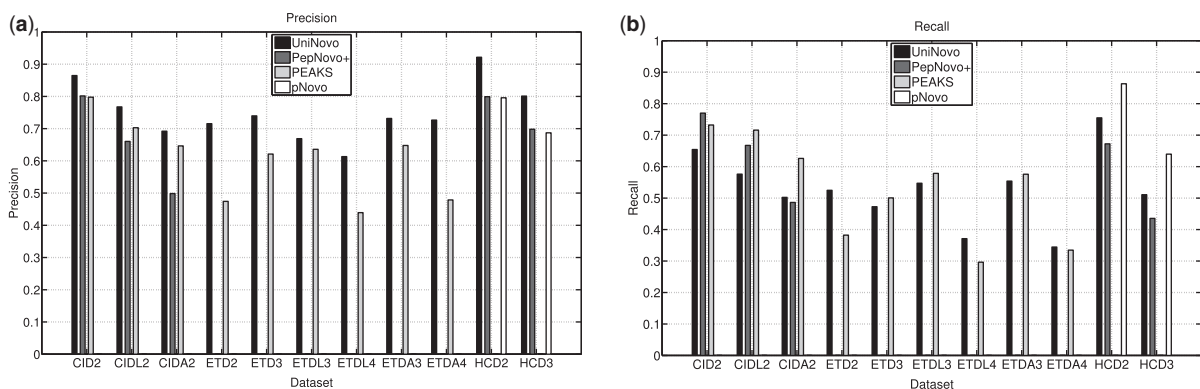 (a)
Precision
UniNovo
PepNovo+
PEAKS
pNovo
1
0.9
0.8
0.7
0.6
0.5
0.4
0.3
0.2
0.1
0
Precision
CID2 CIDL2 CIDA2 ETD2 ETD3 ETDL3 ETDL4 ETDA3 ETDA4 HCD2 HCD3
Dataset
(b)
Recall
UniNovo
PepNovo+
PEAKS
pNovo
1
0.9
0.8
0.7
0.6
0.5
0.4
0.3
0.2
0.1
0
Recall
CID2 CIDL2 CIDA2 ETD2 ETD3 ETDL3 ETDL4 ETDA3 ETDA4 HCD2 HCD3
Dataset